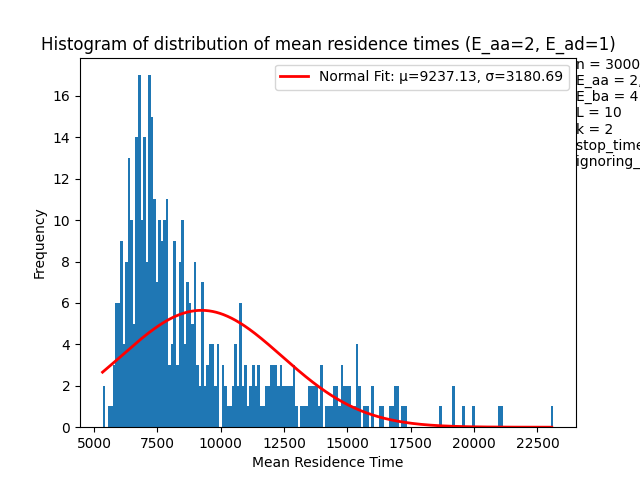 Histogram of distribution of mean residence times (E_aa=2, E_ad=1)
Normal Fit: μ=9237.13, σ=3180.69
n = 3000
E_aa = 2,
E_ba = 4
L = 10
k = 2
stop_time
ignoring_
Frequency
16
14
12
10
8
6
4
2
0
5000 7500 10000 12500 15000 17500 20000 22500
Mean Residence Time